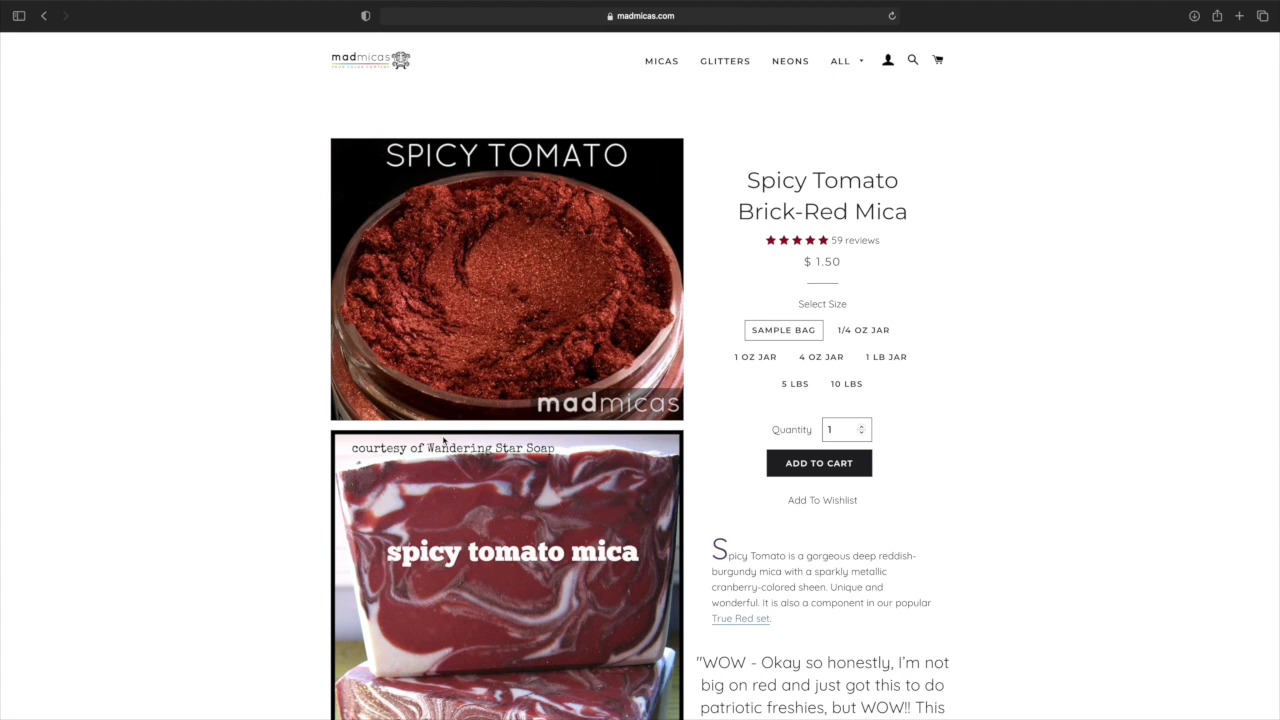 madmicas.com
madmicas
MICAS
GLITTERS
NEONS
ALL
SPICY TOMATO
madmicas
courtesy of Wandering Star Soap
spicy tomato mica
Spicy Tomato
Brick-Red Mica
59 reviews
$ 1.50
Select Size
SAMPLE BAG
1/4 OZ JAR
1 OZ JAR
4 OZ JAR
1 LB JAR
5 LBS
10 LBS
Quantity
1
ADD TO CART
Add To Wishlist
Spicy Tomato is a gorgeous deep reddish-
burgundy mica with a sparkly metallic
cranberry-colored sheen. Unique and
wonderful. It is also a component in our popular
True Red set.
"WOW - Okay so honestly, I'm not
big on red and just got this to do
patriotic freshies, but WOW!! This